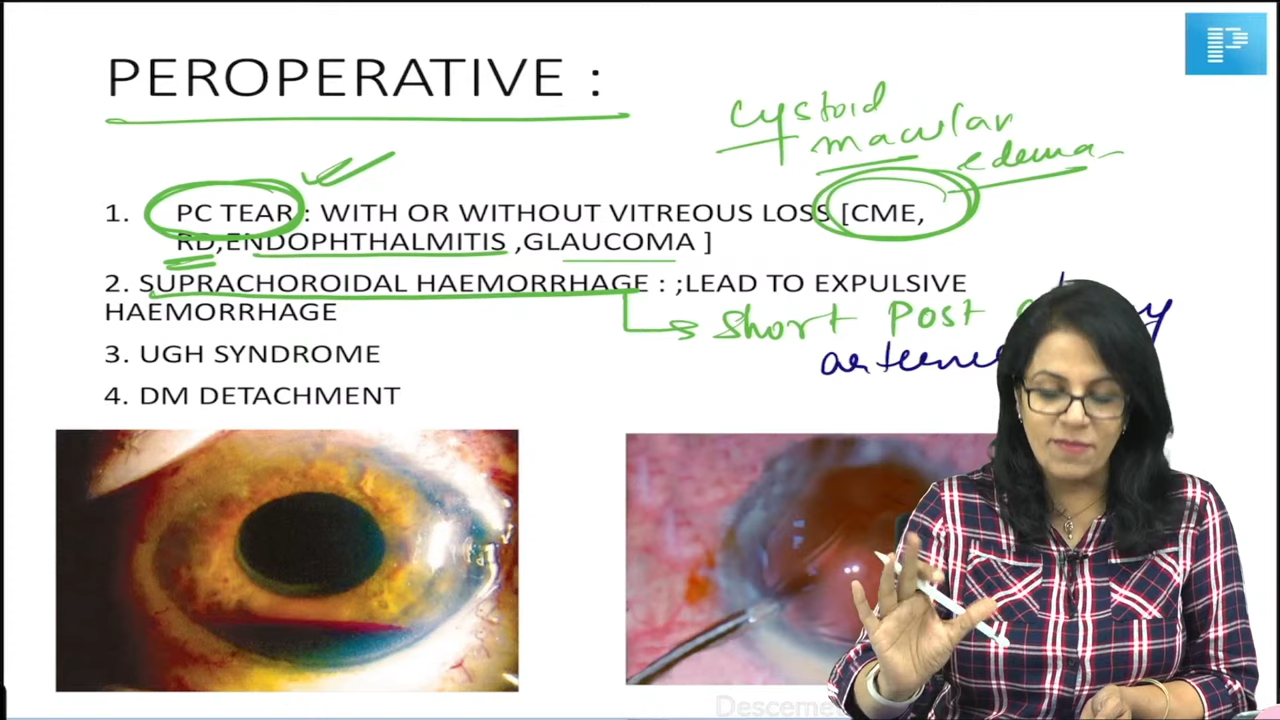 PEROPERATIVE :
cystoid
macular
edema
1. PC TEAR : WITH OR WITHOUT VITREOUS LOSS [CME,
RD,ENDOPHTHALMITIS ,GLAUCOMA ]
2. SUPRACHOROIDAL HAEMORRHAGE : ;LEAD TO EXPULSIVE
HAEMORRHAGE
short Post
3. UGH SYNDROME
4. DM DETACHMENT